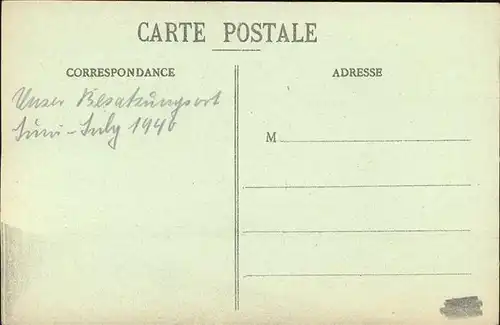 CARTE POSTALE
CORRESPONDANCE
ADRESSE
Unser Besatzungsort
Juni - July 1940
M